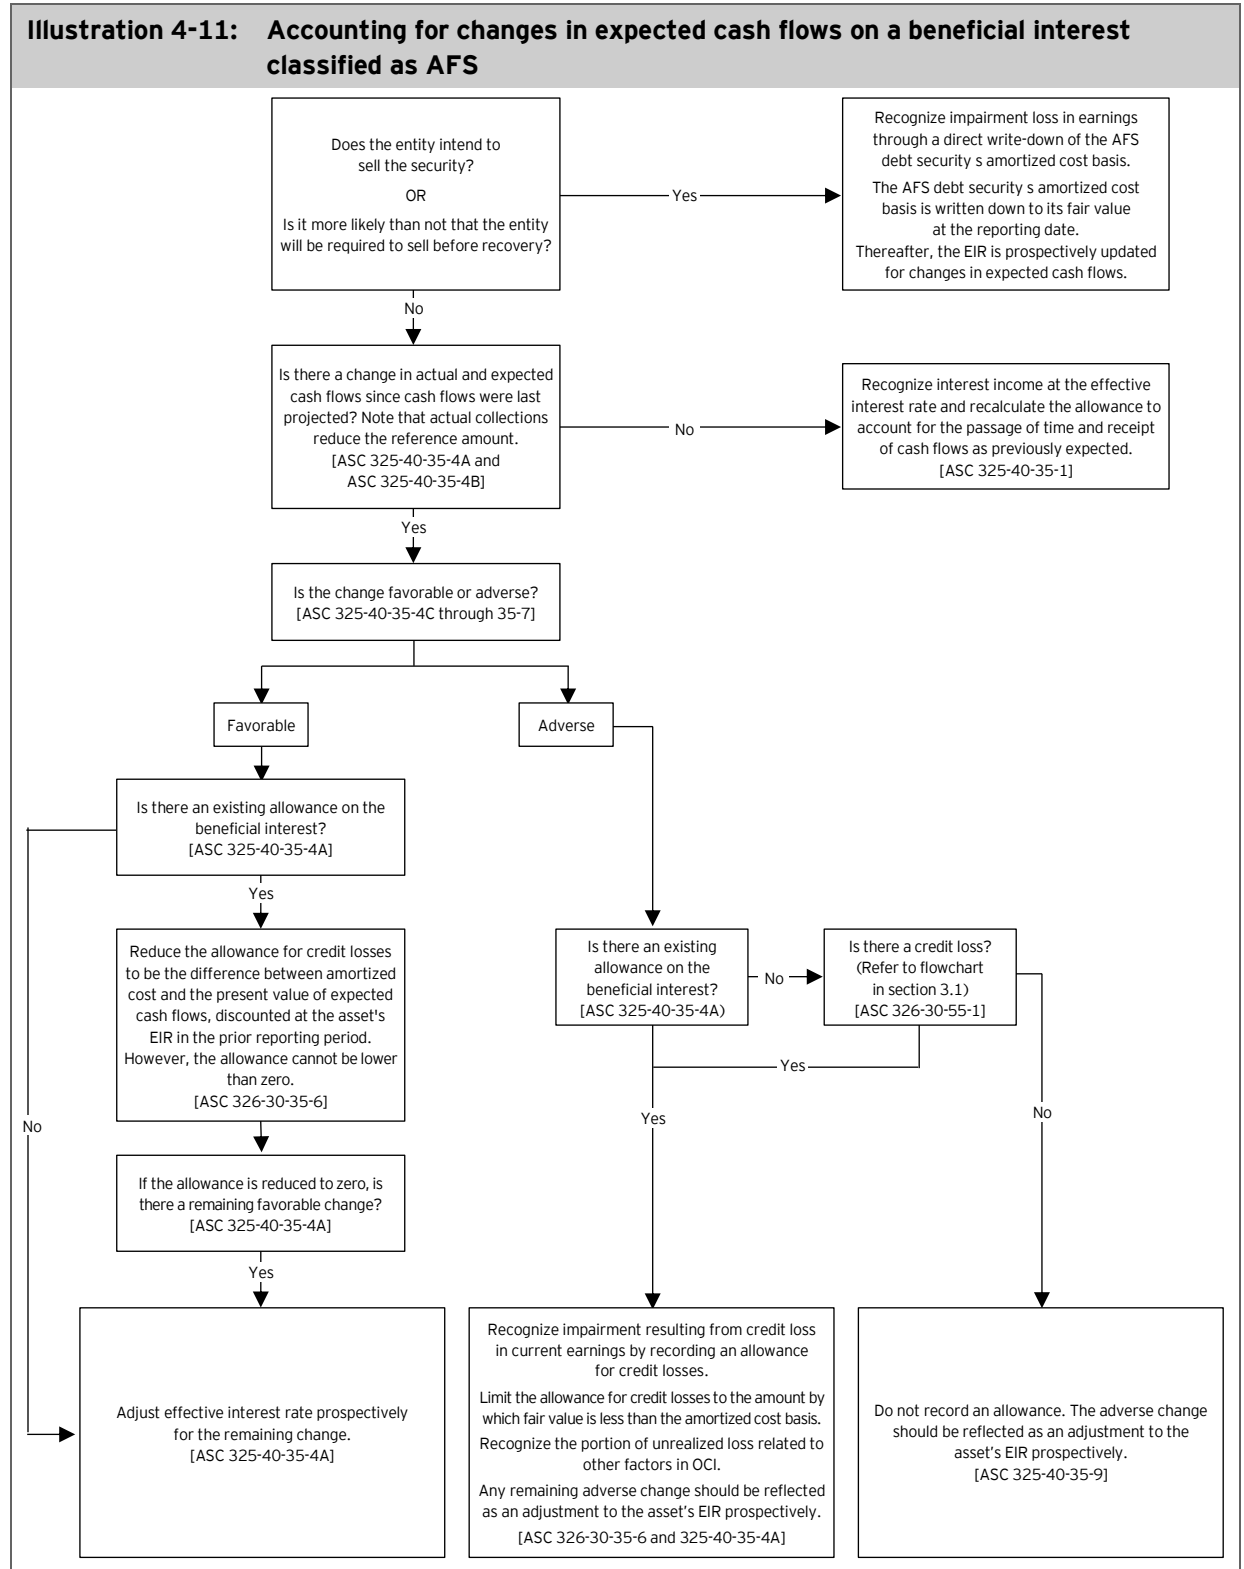 Illustration 4-11: Accounting for changes in expected cash flows on a beneficial interest
classified as AFS
Does the entity intend to
sell the security?
OR
Is it more likely than not that the entity
will be required to sell before recovery?
Yes
Recognize impairment loss in earnings
through a direct write-down of the AFS
debt security s amortized cost basis.
The AFS debt security s amortized cost
basis is written down to its fair value
at the reporting date.
Thereafter, the EIR is prospectively updated
for changes in expected cash flows.
No
Is there a change in actual and expected
cash flows since cash flows were last
projected? Note that actual collections
reduce the reference amount.
[ASC 325-40-35-4A and
ASC 325-40-35-4B]
No
Recognize interest income at the effective
interest rate and recalculate the allowance to
account for the passage of time and receipt
of cash flows as previously expected.
[ASC 325-40-35-1]
Yes
Is the change favorable or adverse?
[ASC 325-40-35-4C through 35-7]
Favorable
Adverse
Is there an existing allowance on the
beneficial interest?
[ASC 325-40-35-4A]
Yes
Reduce the allowance for credit losses
to be the difference between amortized
cost and the present value of expected
cash flows, discounted at the asset's
EIR in the prior reporting period.
However, the allowance cannot be lower
than zero.
[ASC 326-30-35-6]
Is there an existing
allowance on the
beneficial interest?
[ASC 325-40-35-4A)
No
Is there a credit loss?
(Refer to flowchart
in section 3.1)
[ASC 326-30-55-1]
Yes
No
Yes
No
If the allowance is reduced to zero, is
there a remaining favorable change?
[ASC 325-40-35-4A]
Yes
Adjust effective interest rate prospectively
for the remaining change.
[ASC 325-40-35-4A]
Recognize impairment resulting from credit loss
in current earnings by recording an allowance
for credit losses.
Limit the allowance for credit losses to the amount by
which fair value is less than the amortized cost basis.
Recognize the portion of unrealized loss related to
other factors in OCI.
Any remaining adverse change should be reflected
as an adjustment to the asset’s EIR prospectively.
[ASC 326-30-35-6 and 325-40-35-4A]
Do not record an allowance. The adverse change
should be reflected as an adjustment to the
asset’s EIR prospectively.
[ASC 325-40-35-9]